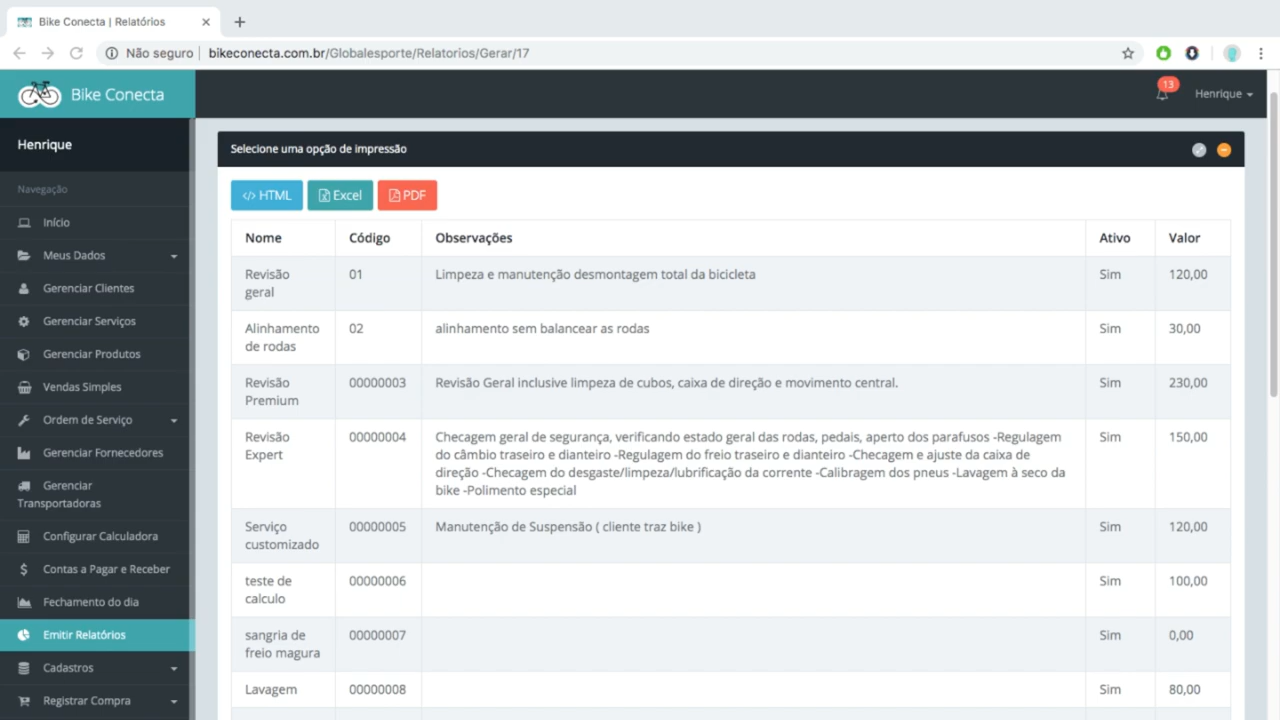 Bike Conecta | Relatórios
Não seguro
bikeconecta.com.br/Globalesporte/Relatorios/Gerar/17
Bike Conecta
13
Henrique
Henrique
Navegação
Início
Meus Dados
Gerenciar Clientes
Gerenciar Serviços
Gerenciar Produtos
Vendas Simples
Ordem de Serviço
Gerenciar Fornecedores
Gerenciar
Transportadoras
Configurar Calculadora
Contas a Pagar e Receber
Fechamento do dia
Emitir Relatórios
Cadastros
Registrar Compra
Selecione uma opção de impressão
</> HTML
Excel
PDF
Nome Código Observações Ativo Valor
Revisão 01 Limpeza e manutenção desmontagem total da bicicleta Sim 120,00
geral
Alinhamento 02 alinhamento sem balancear as rodas Sim 30,00
de rodas
Revisão 00000003 Revisão Geral inclusive limpeza de cubos, caixa de direção e movimento central. Sim 230,00
Premium
Revisão 00000004 Checagem geral de segurança, verificando estado geral das rodas, pedais, aperto dos parafusos -Regulagem Sim 150,00
Expert do câmbio traseiro e dianteiro -Regulagem do freio traseiro e dianteiro -Checagem e ajuste da caixa de
direção -Checagem do desgaste/limpeza/lubrificação da corrente -Calibragem dos pneus -Lavagem à seco da
bike -Polimento especial
Serviço 00000005 Manutenção de Suspensão ( cliente traz bike ) Sim 120,00
customizado
teste de 00000006 Sim 100,00
calculo
sangria de 00000007 Sim 0,00
freio magura
Lavagem 00000008 Sim 80,00